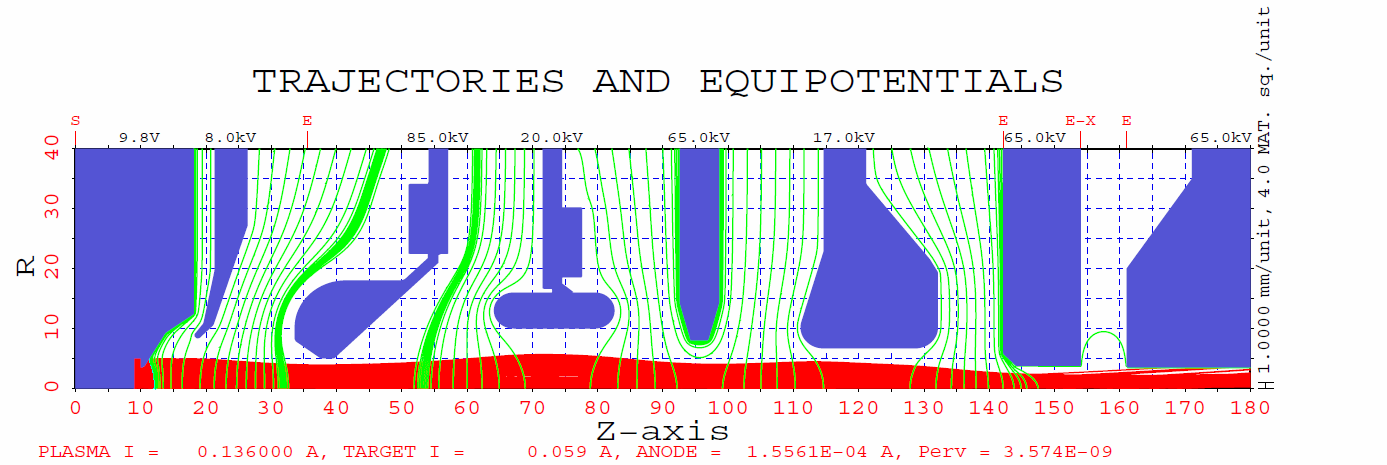 TRAJECTORIES AND EQUIPOTENTIALS
S E E E-X E
9.8V 8.0kV 85.0kV 20.0kV 65.0kV 17.0kV 65.0kV 65.0kV
40
30
20
10
0
R
0 10 20 30 40 50 60 70 80 90 100 110 120 130 140 150 160 170 180
Z-axis
PLASMA I = 0.136000 A, TARGET I = 0.059 A, ANODE = 1.5561E-04 A, Perv = 3.574E-09
H 1.0000 mm/unit, 4.0 MAT. sq./unit